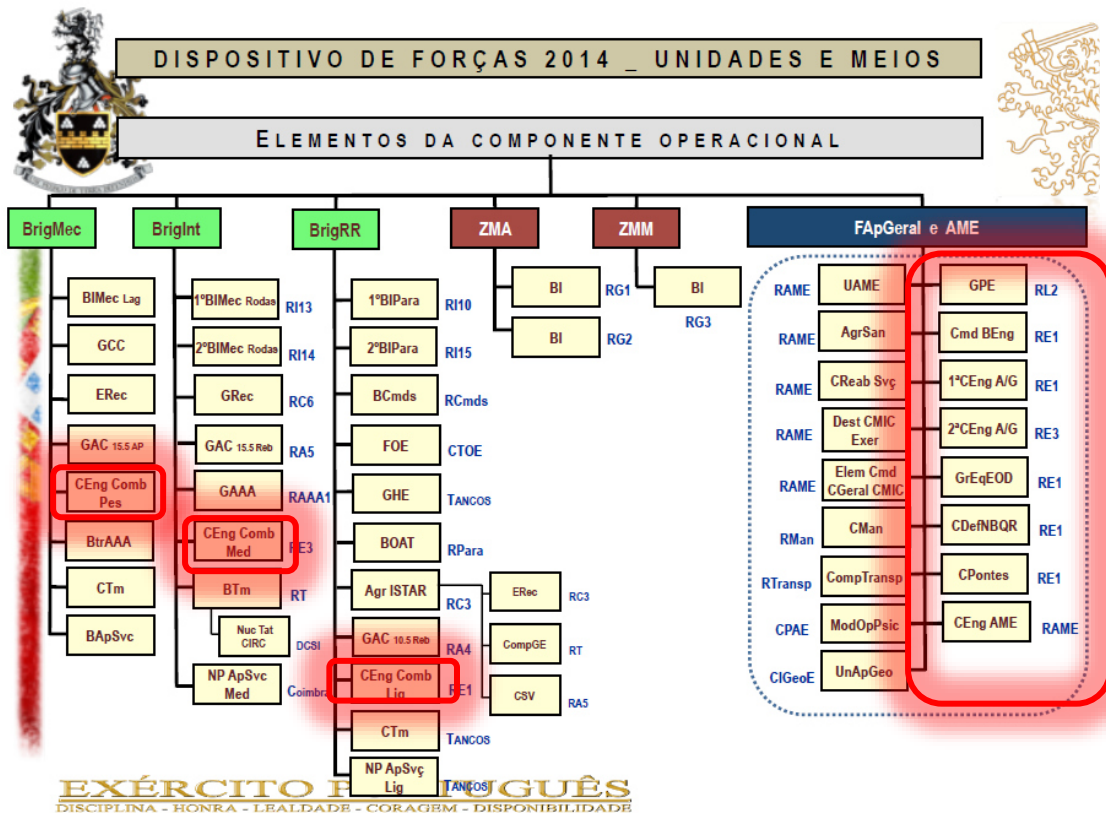 DISPOSITIVO DE FORÇAS 2014 _ UNIDADES E MEIOS
ELEMENTOS DA COMPONENTE OPERACIONAL
BrigMec
BrigInt
BrigRR
ZMA
ZMM
FApGeral e AME
BIMec Lag
GCC
ERec
GAC 15.5 AP
CEng Comb
Pes
BtrAAA
CTm
BApSvc
1ºBIMec Rodas
RI13
2ºBIMec Rodas
RI14
GRec
RC6
GAC 15.5 Reb
RA5
GAAA
RAAA1
CEng Comb
Med
RE3
BTm
RT
Nuc Tat
CIRC
DCSI
NP ApSvc
Med
Coimbra
1ºBIPara
RI10
2ºBIPara
RI15
BCmds
RCmds
FOE
CTOE
GHE
TANCOS
BOAT
RPara
Agr ISTAR
RC3
GAC 10.5 Reb
RA4
CEng Comb
Lig
RE1
CTm
TANCOS
NP ApSvç
Lig
TANCOS
ERec
RC3
CompGE
RT
CSV
RA5
BI
RG1
BI
RG2
BI
RG3
RAME
UAME
RAME
AgrSan
RAME
CReab Svç
RAME
Dest CMIC
Exer
RAME
Elem Cmd
CGeral CMIC
RMan
CMan
RTransp
CompTransp
CPAE
ModOpPsic
CIGeoE
UnApGeo
GPE
RL2
Cmd BEng
RE1
1ªCEng A/G
RE1
2ªCEng A/G
RE3
GrEqEOD
RE1
CDefNBQR
RE1
CPontes
RE1
CEng AME
RAME
EXÉRCITO PORTUGUÊS
DISCIPLINA - HONRA - LEALDADE - CORAGEM - DISPONIBILIDADE